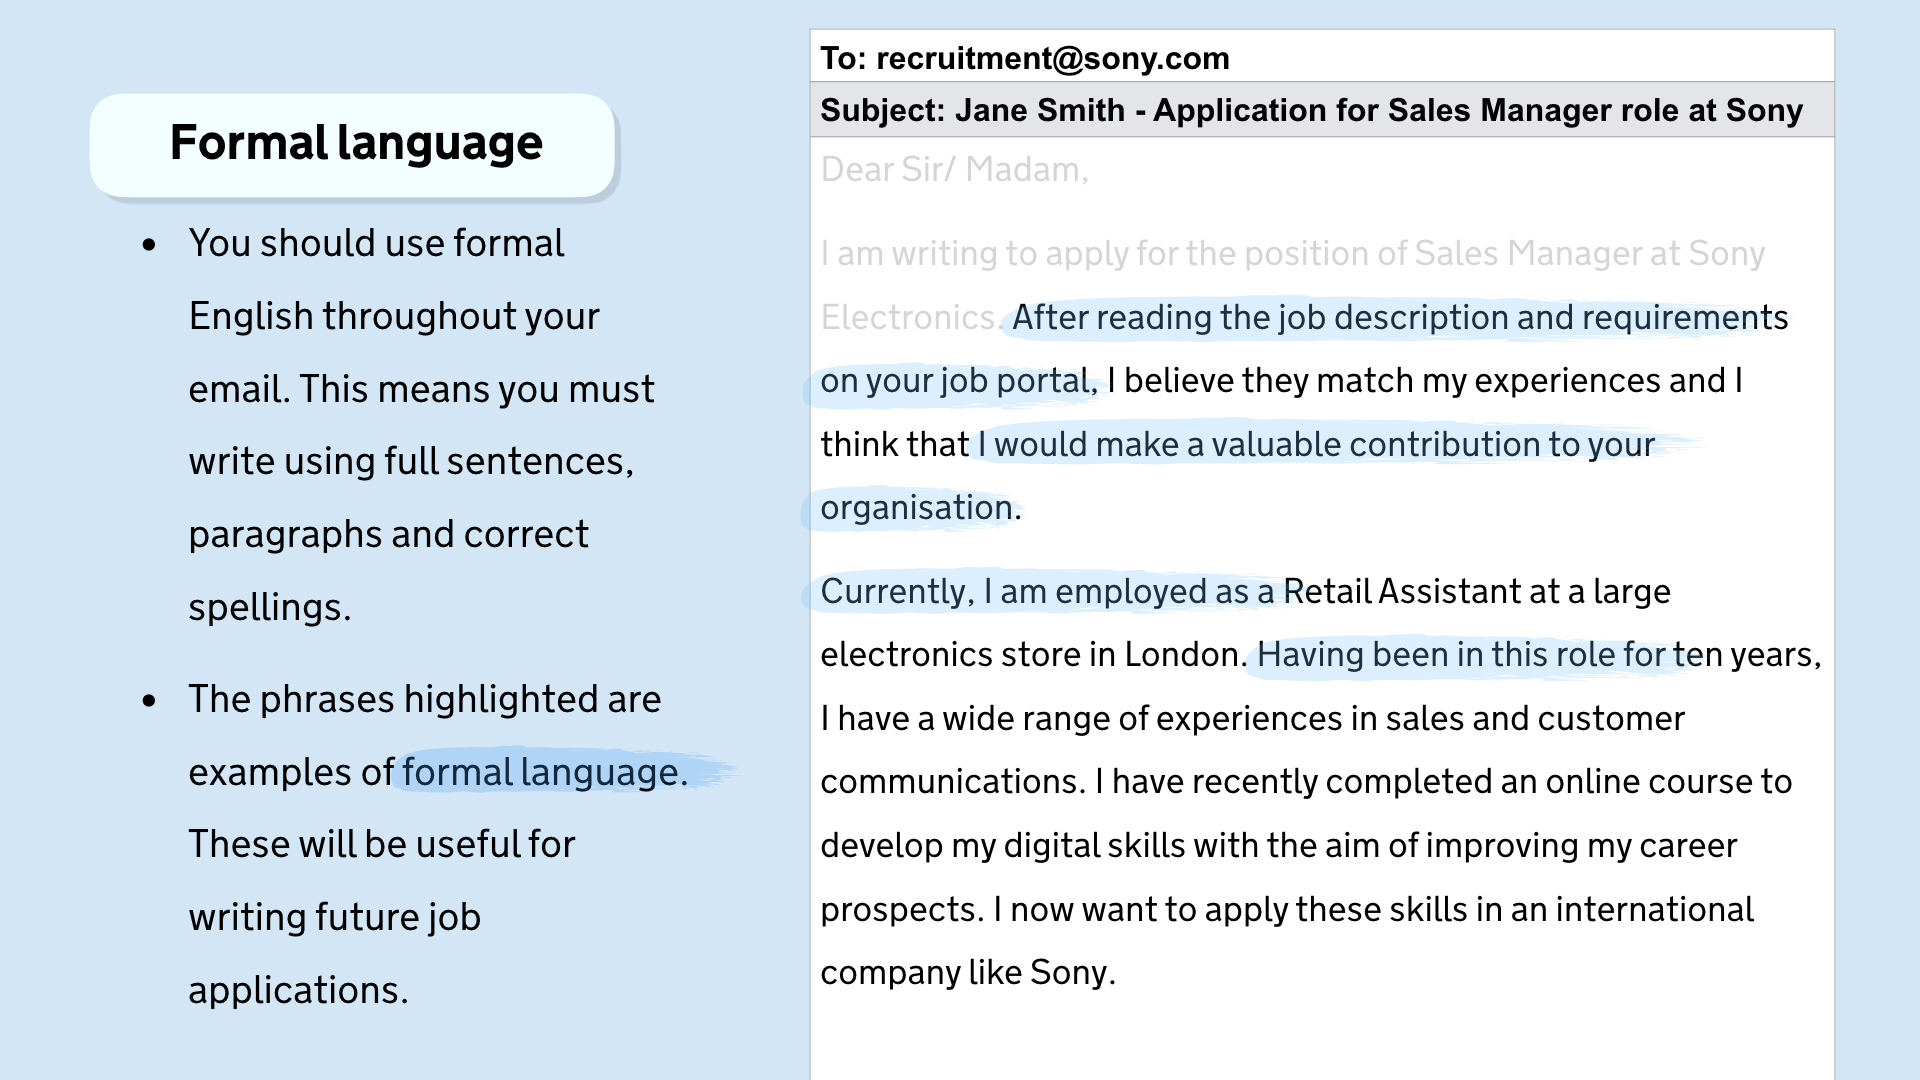 Formal language
• You should use formal
English throughout your
email. This means you must
write using full sentences,
paragraphs and correct
spellings.
• The phrases highlighted are
examples of formal language.
These will be useful for
writing future job
applications.
To: recruitment@sony.com
Subject: Jane Smith - Application for Sales Manager role at Sony
Dear Sir/ Madam,
I am writing to apply for the position of Sales Manager at Sony
Electronics. After reading the job description and requirements
on your job portal, I believe they match my experiences and I
think that I would make a valuable contribution to your
organisation.
Currently, I am employed as a Retail Assistant at a large
electronics store in London. Having been in this role for ten years,
I have a wide range of experiences in sales and customer
communications. I have recently completed an online course to
develop my digital skills with the aim of improving my career
prospects. I now want to apply these skills in an international
company like Sony.